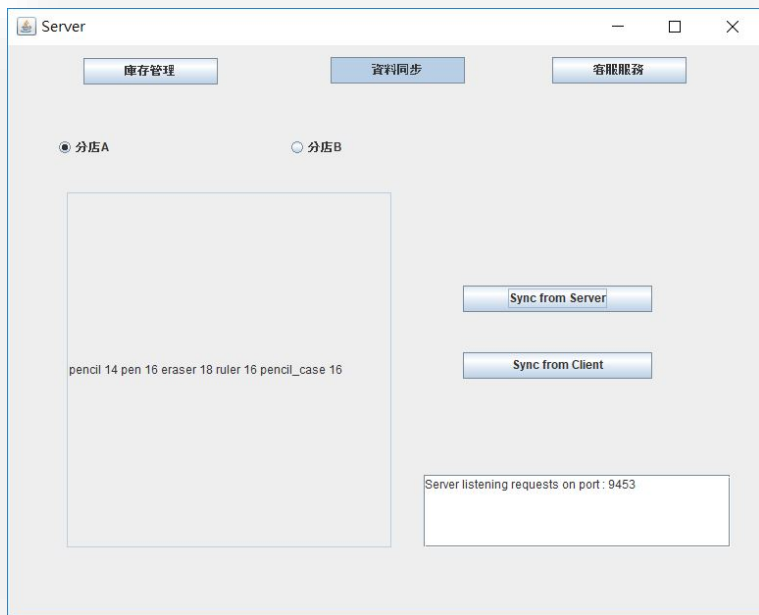 Server
庫存管理
資料同步
客服服務
分店A
分店B
Sync from Server
pencil 14 pen 16 eraser 18 ruler 16 pencil_case 16
Sync from Client
Server listening requests on port : 9453